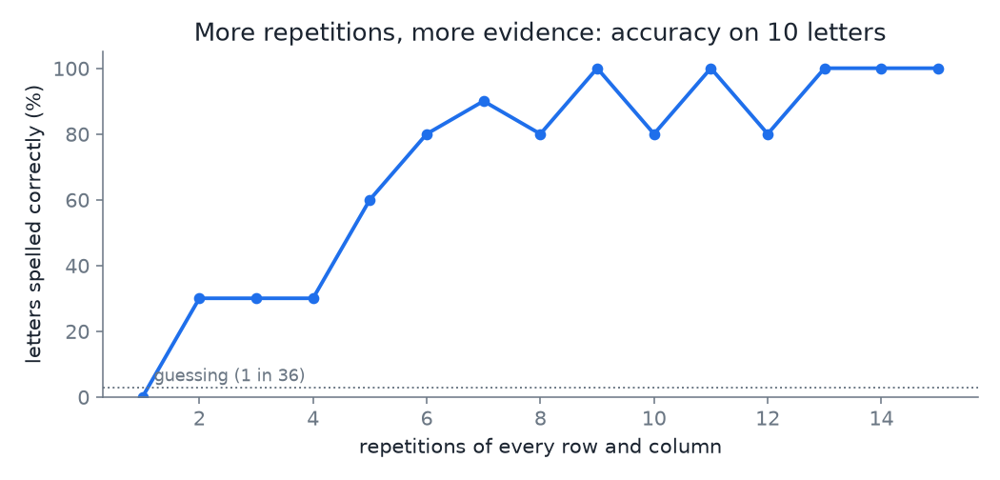 More repetitions, more evidence: accuracy on 10 letters
letters spelled correctly (%)
100
80
60
40
20
0
guessing (1 in 36)
2 4 6 8 10 12 14
repetitions of every row and column